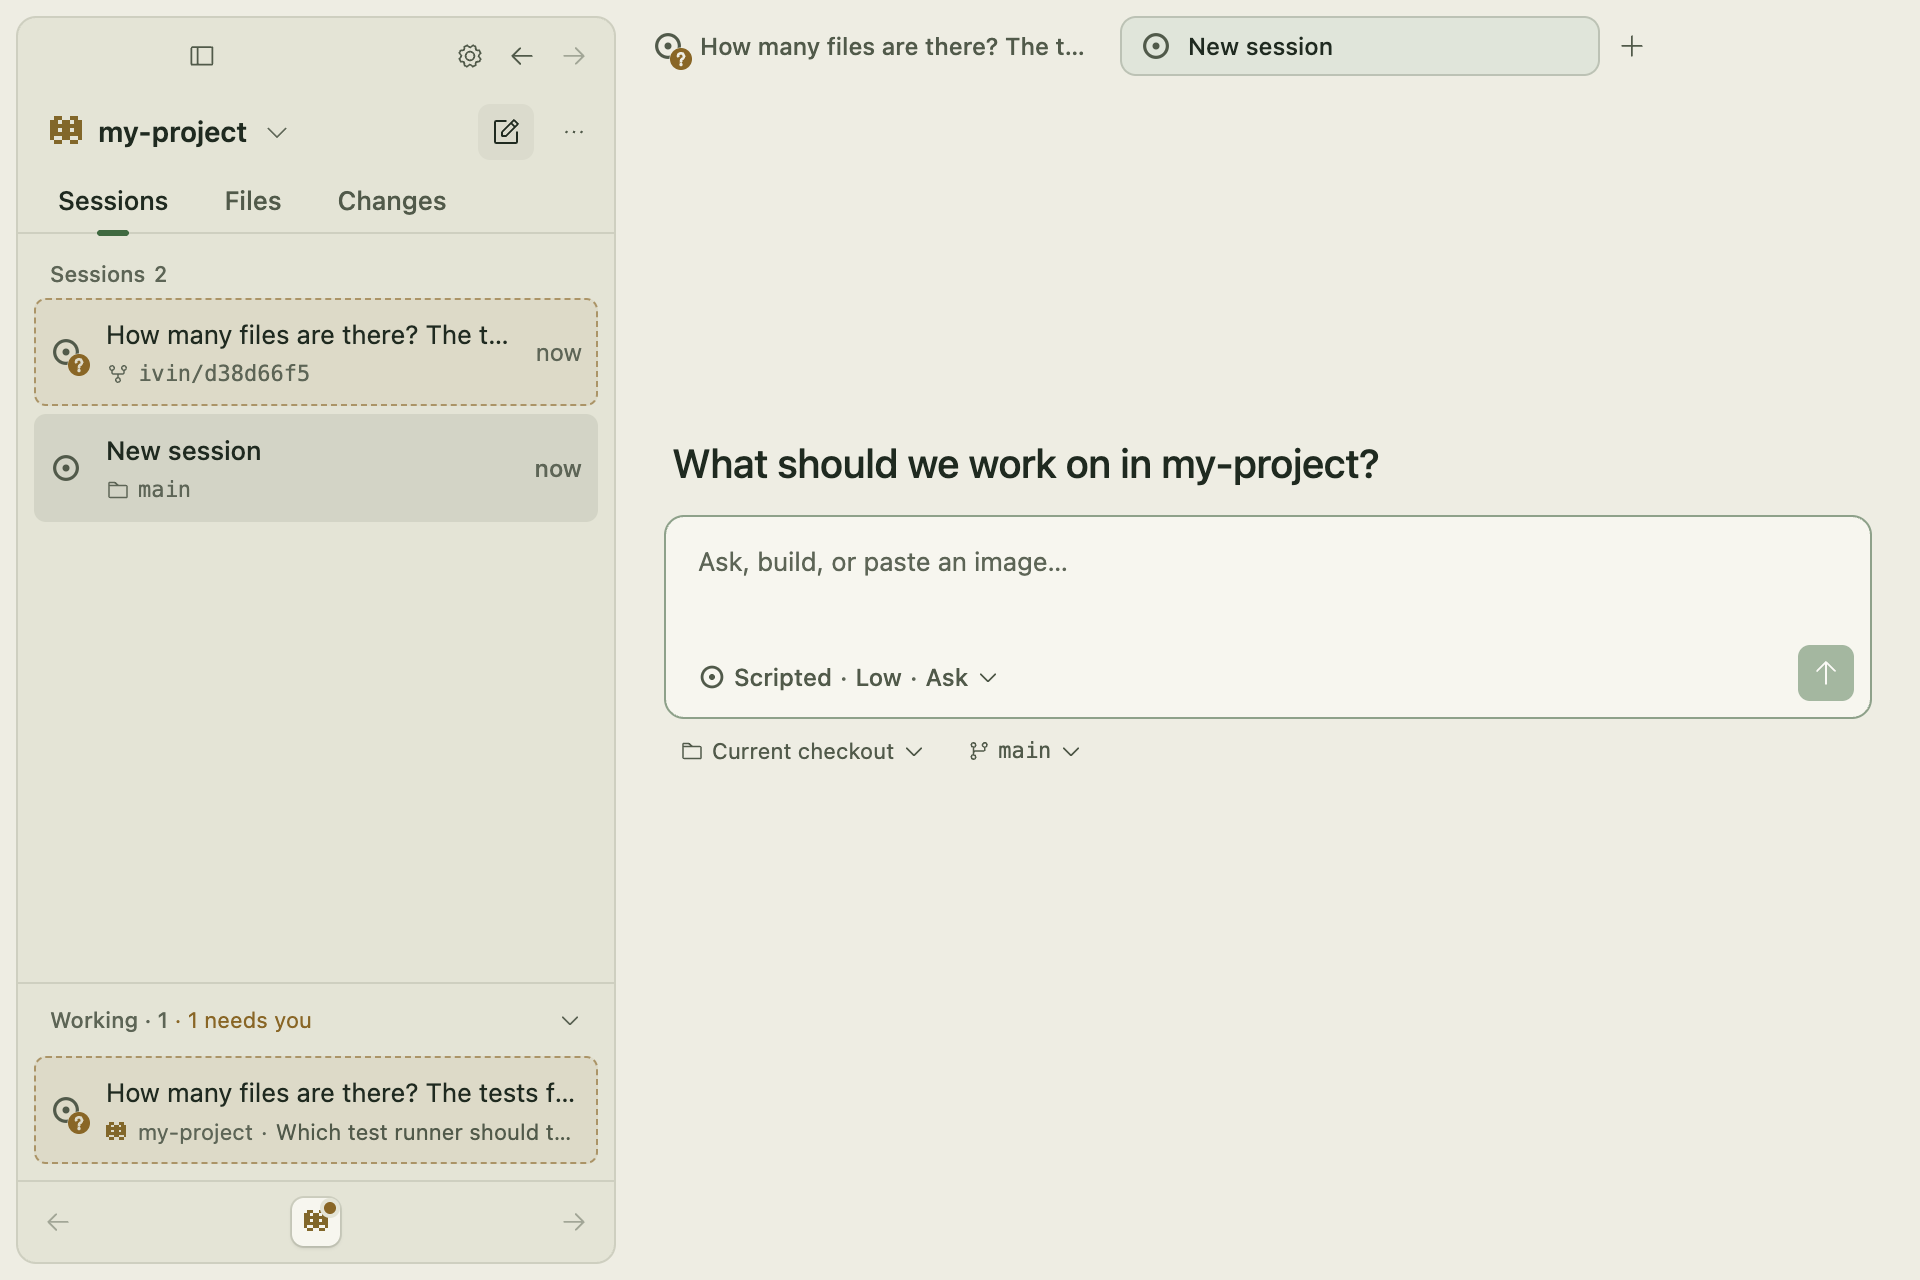 How many files are there? The t...
New session
my-project
Sessions Files Changes
Sessions 2
How many files are there? The t...
now
ivin/d38d66f5
New session
now
main
What should we work on in my-project?
Ask, build, or paste an image...
Scripted · Low · Ask
Current checkout
main
Working · 1 · 1 needs you
How many files are there? The tests f...
my-project · Which test runner should t...